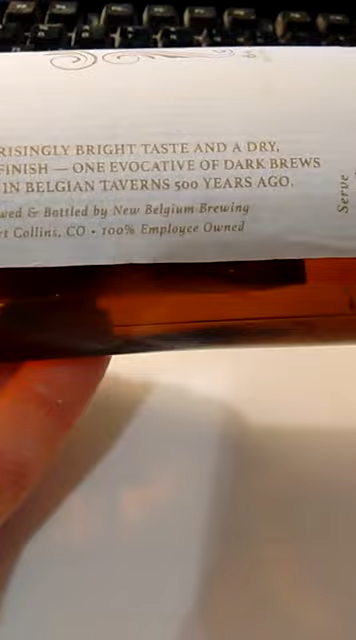 RISINGLY BRIGHT TASTE AND A DRY,
FINISH — ONE EVOCATIVE OF DARK BREWS
IN BELGIAN TAVERNS 500 YEARS AGO.
wed & Bottled by New Belgium Brewing
rt Collins, CO • 100% Employee Owned
Serve